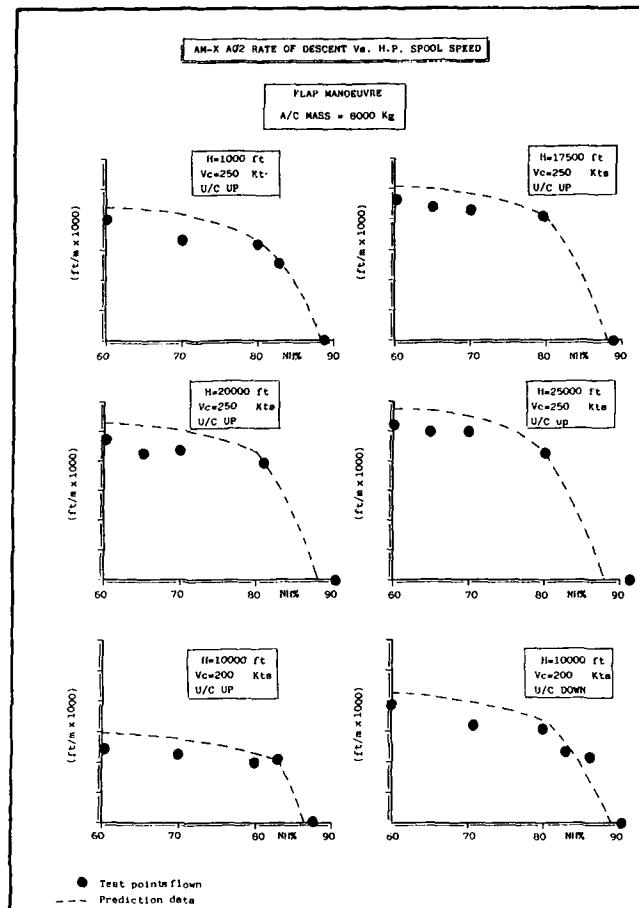 AM-X A02 RATE OF DESCENT Vs. H.P. SPOOL SPEED
FLAP MANOEUVRE
A/C MASS = 8000 Kg
H=1000 ft
Vc=250 Kt
U/C UP
(ft/m x 1000)
60 70 80 NH% 90
H=17500 ft
Vc=250 Kts
U/C UP
(ft/m x 1000)
60 70 80 NH% 90
H=20000 ft
Vc=250 Kts
U/C UP
(ft/m x 1000)
60 70 80 NH% 90
H=25000 ft
Vc=250 Kts
U/C up
(ft/m x 1000)
60 70 80 NH% 90
H=10000 ft
Vc=200 Kts
U/C UP
(ft/m x 1000)
60 70 80 NH% 90
H=10000 ft
Vc=200 Kts
U/C DOWN
(ft/m x 1000)
60 70 80 NH% 90
Test points flown
Prediction data